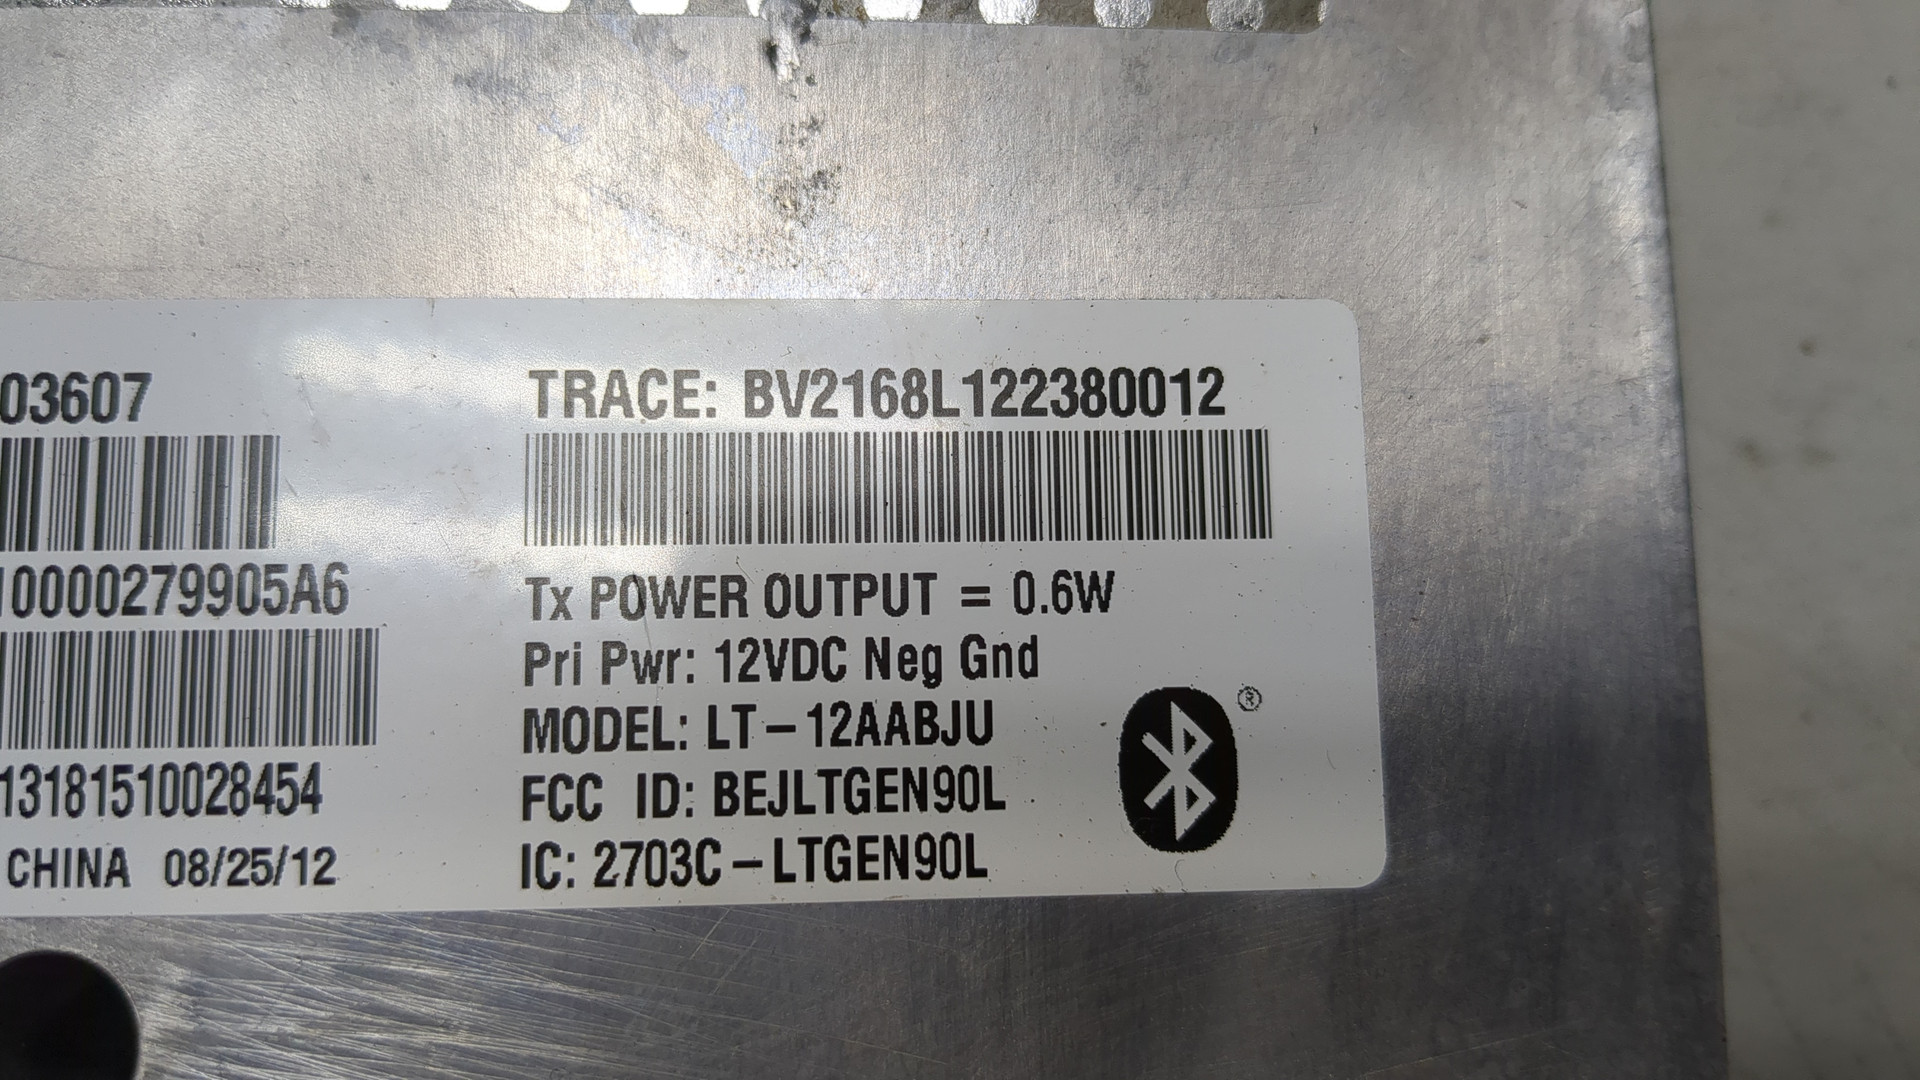 03607
10000279905A6
13181510028454
CHINA 08/25/12
TRACE: BV2168L122380012
Tx POWER OUTPUT = 0.6W
Pri Pwr: 12VDC Neg Gnd
MODEL: LT-12AABJU
FCC ID: BEJLTGEN90L
IC: 2703C-LTGEN90L
®